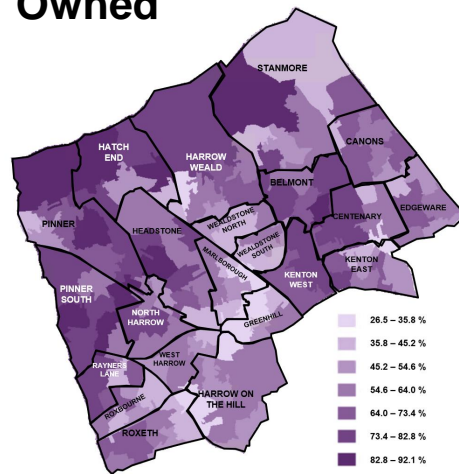 Owned
STANMORE
HATCH
END
CANONS
HARROW
WEALD
BELMONT
WEALDSTONE
NORTH
EDGEWARE
CENTENARY
PINNER
HEADSTONE
WEALDSTONE
SOUTH
MARLBOROUGH
KENTON
EAST
KENTON
WEST
PINNER
SOUTH
NORTH
HARROW
GREENHILL
WEST
HARROW
RAYNERS
LANE
HARROW ON
THE HILL
ROXBOURNE
ROXETH
26.5 – 35.8 %
35.8 – 45.2 %
45.2 – 54.6 %
54.6 – 64.0 %
64.0 – 73.4 %
73.4 – 82.8 %
82.8 – 92.1 %